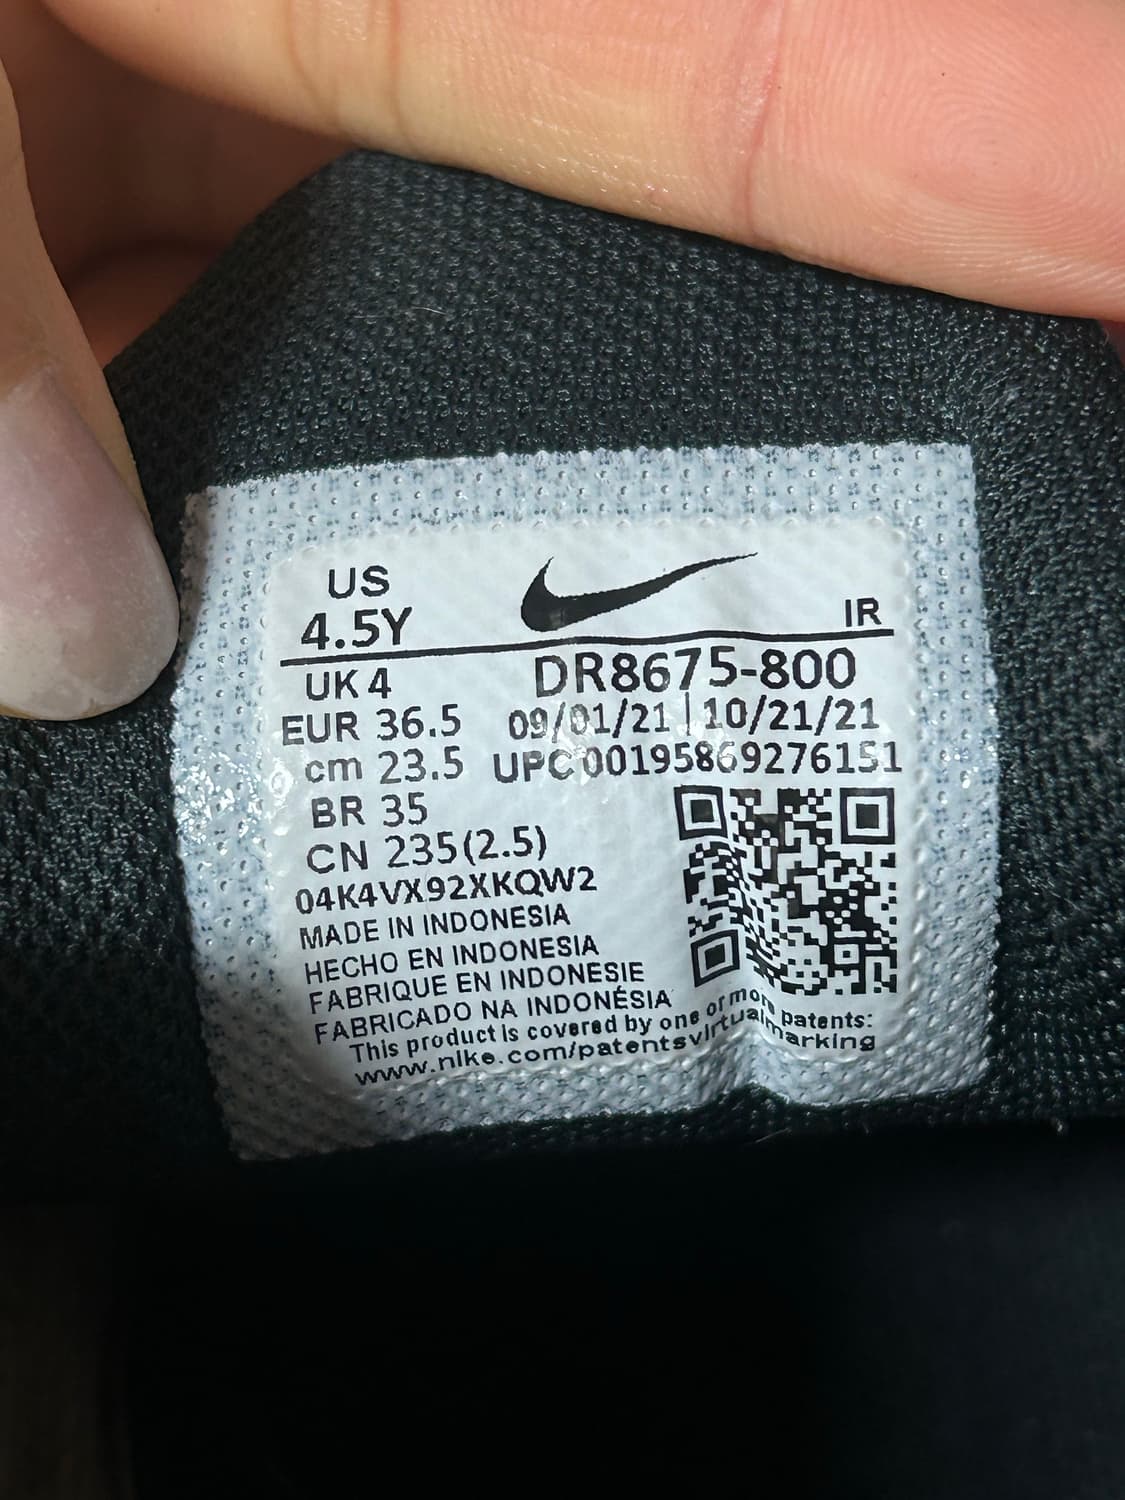 US
4.5Y
IR
UK 4
DR8675-800
EUR 36.5
09/01/21 | 10/21/21
cm 23.5
UPC 00195869276151
BR 35
CN 235(2.5)
04K4VX92XKQW2
MADE IN INDONESIA
HECHO EN INDONESIA
FABRIQUE EN INDONESIE
FABRICADO NA INDONÉSIA
This product is covered by one or more patents:
www.nike.com/patentsvirtualmarking